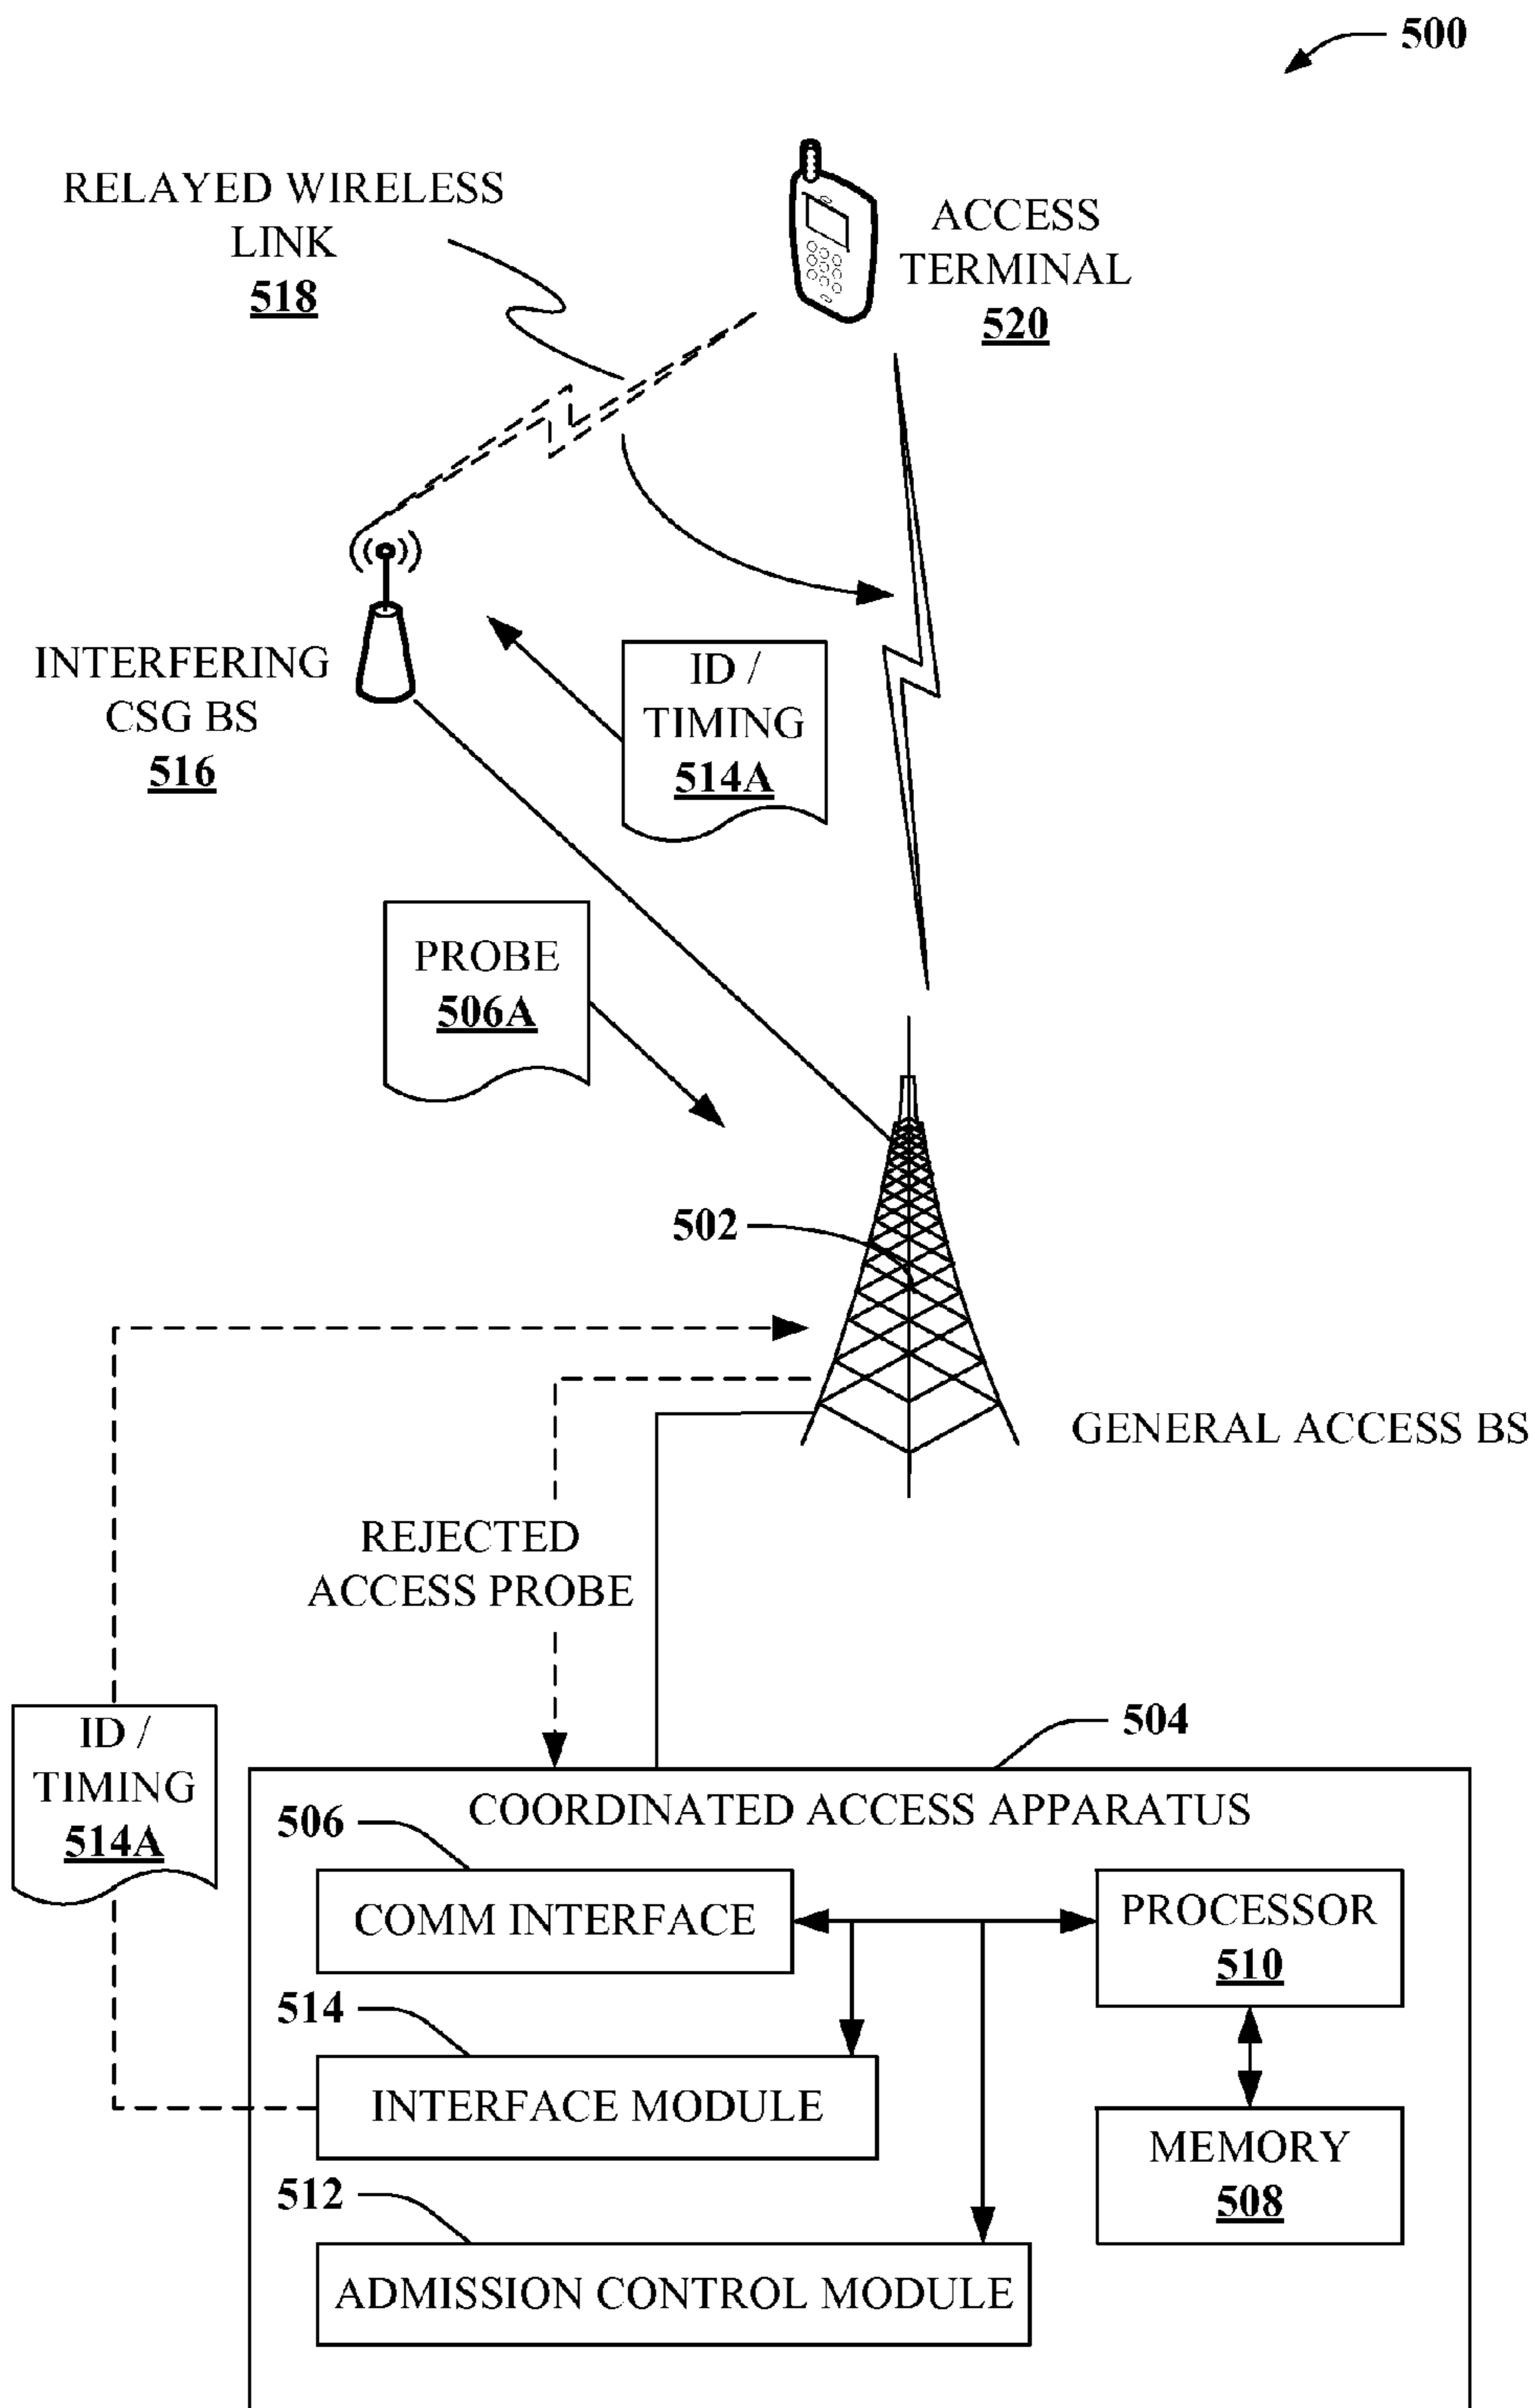 500
RELAYED WIRELESS
LINK
518
ACCESS
TERMINAL
520
INTERFERING
CSG BS
516
ID /
TIMING
514A
PROBE
506A
502
GENERAL ACCESS BS
REJECTED
ACCESS PROBE
ID /
TIMING
514A
504
COORDINATED ACCESS APPARATUS
506
COMM INTERFACE
PROCESSOR
510
514
INTERFACE MODULE
MEMORY
508
512
ADMISSION CONTROL MODULE